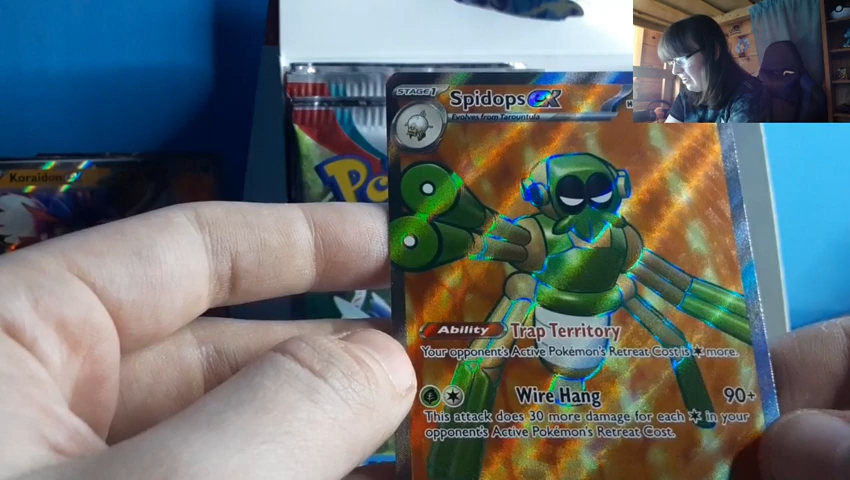 STAGE 1
Spidops ex
Evolves from Tarountula
Koraidon ex
Ability Trap Territory
Your opponent's Active Pokémon's Retreat Cost is more.
Wire Hang 90+
This attack does 30 more damage for each in your
opponent's Active Pokémon's Retreat Cost.